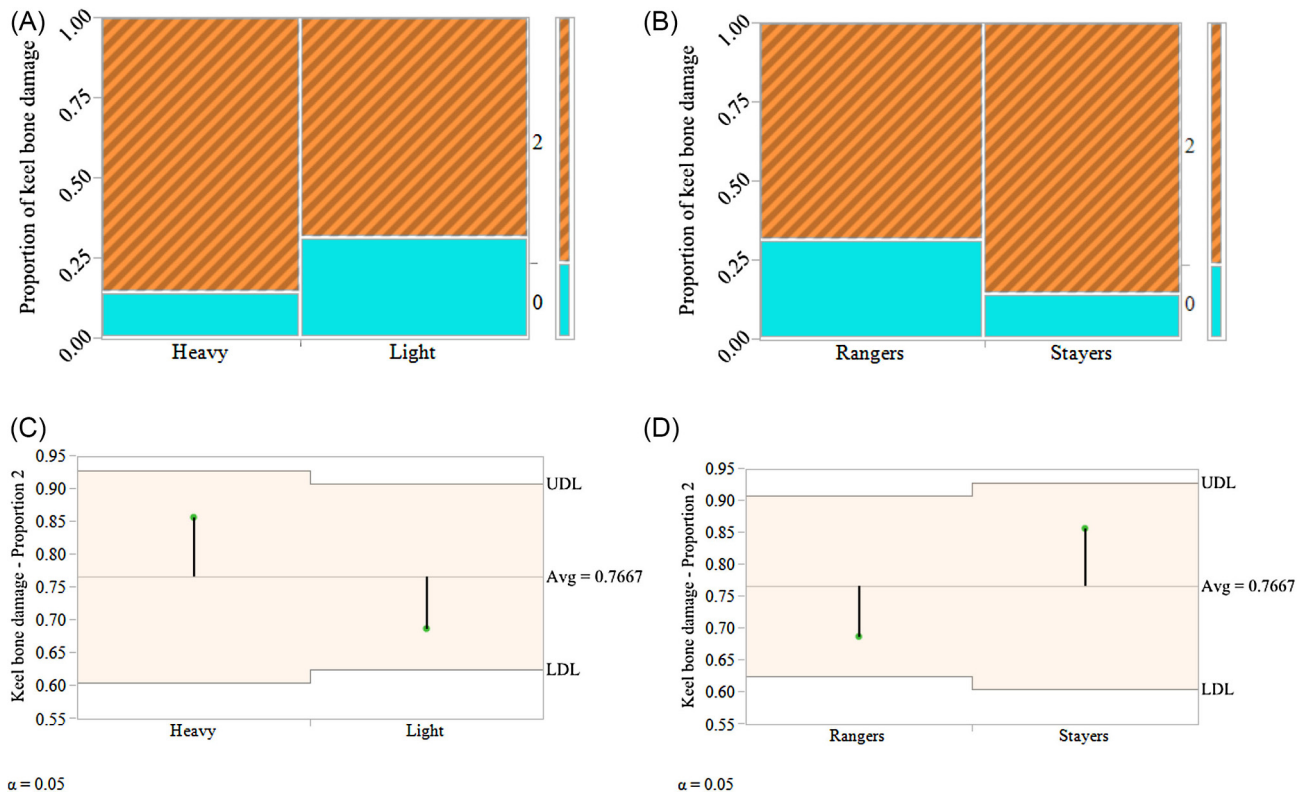 (A)
Proportion of keel bone damage
1.00
0.75
0.50
0.25
0.00
2
0
Heavy Light
(B)
Proportion of keel bone damage
1.00
0.75
0.50
0.25
0.00
2
0
Rangers Stayers
(C)
Keel bone damage - Proportion 2
0.95
0.90
0.85
0.80
0.75
0.70
0.65
0.60
0.55
UDL
Avg = 0.7667
LDL
Heavy Light
α = 0.05
(D)
Keel bone damage - Proportion 2
0.95
0.90
0.85
0.80
0.75
0.70
0.65
0.60
0.55
UDL
Avg = 0.7667
LDL
Rangers Stayers
α = 0.05